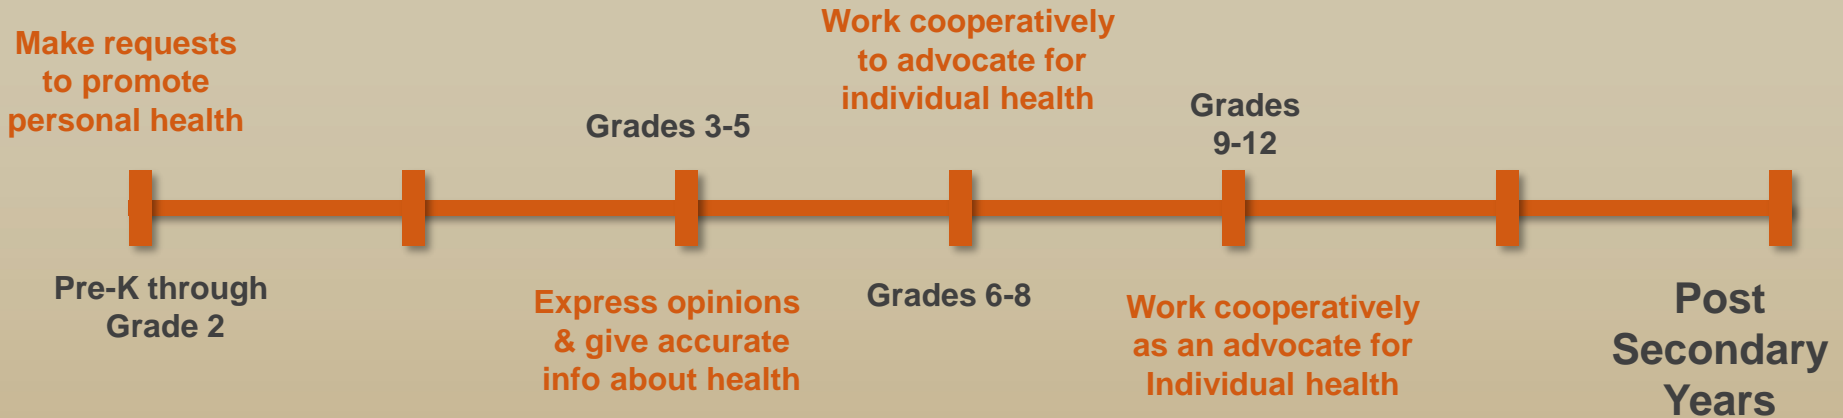 Make requests
to promote
personal health
Pre-K through
Grade 2
Grades 3-5
Express opinions
& give accurate
info about health
Work cooperatively
to advocate for
individual health
Grades 6-8
Grades
9-12
Work cooperatively
as an advocate for
Individual health
Post
Secondary
Years